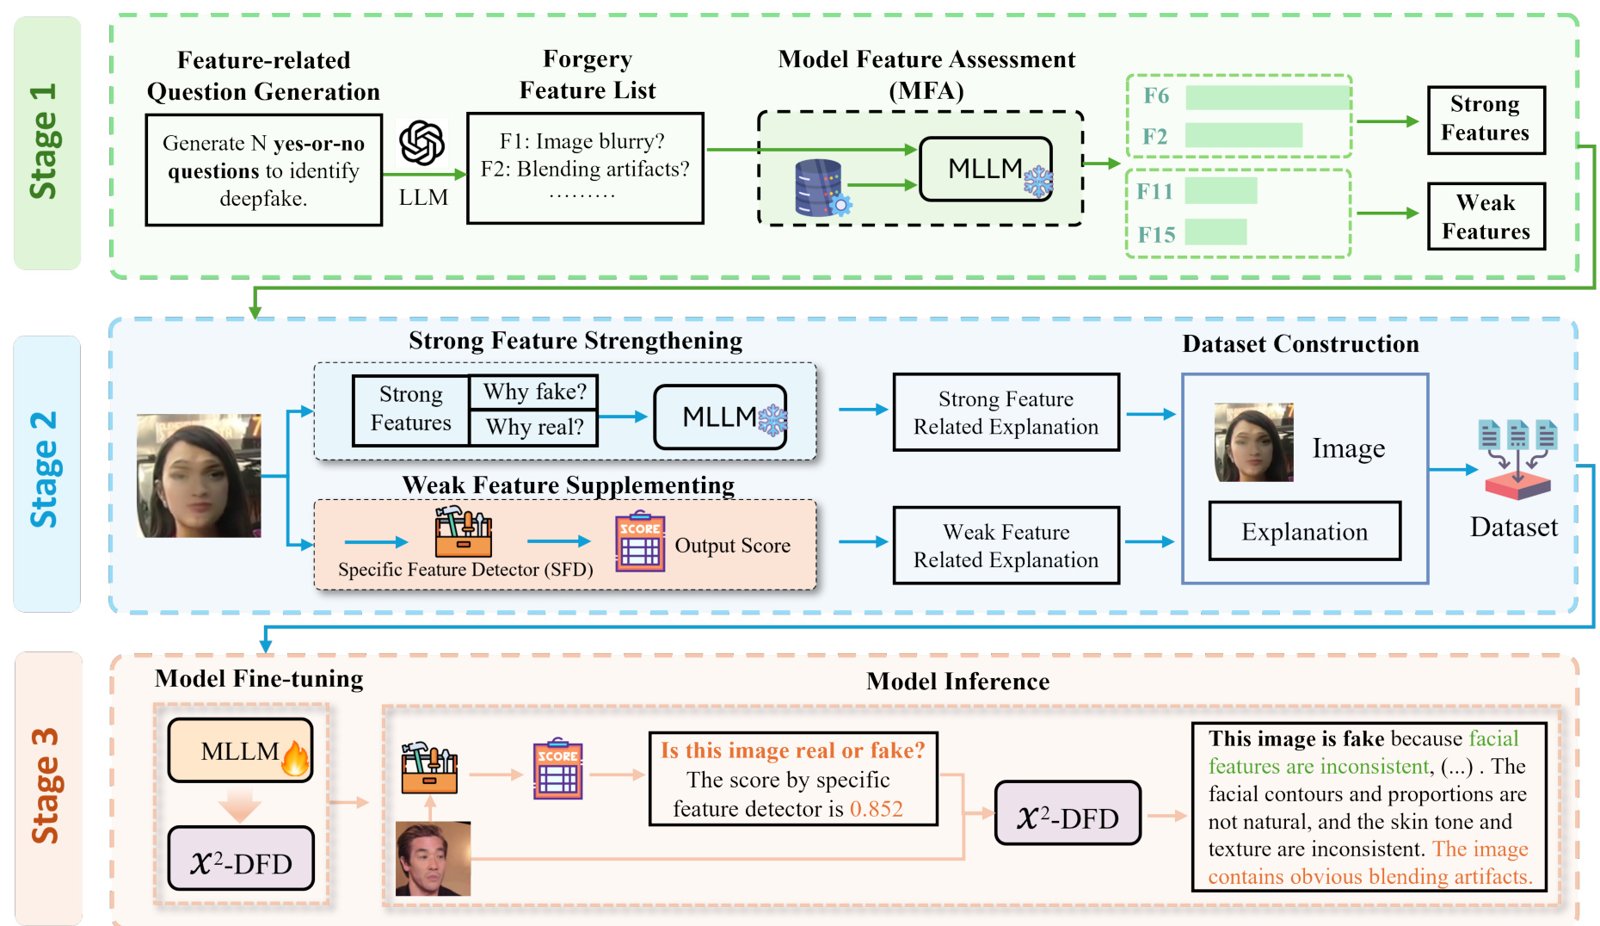 Stage 1
Feature-related
Question Generation
Generate N yes-or-no
questions to identify
deepfake.
LLM
Forgery
Feature List
F1: Image blurry?
F2: Blending artifacts?
………
Model Feature Assessment
(MFA)
MLLM
F6
F2
F11
F15
Strong
Features
Weak
Features
Stage 2
Strong Feature Strengthening
Strong
Features
Why fake?
Why real?
MLLM
Weak Feature Supplementing
Specific Feature Detector (SFD)
SCORE
Output Score
Strong Feature
Related Explanation
Weak Feature
Related Explanation
Dataset Construction
Image
Explanation
Dataset
Stage 3
Model Fine-tuning
MLLM
𝒳²-DFD
Model Inference
SCORE
Is this image real or fake?
The score by specific
feature detector is 0.852
𝒳²-DFD
This image is fake because facial
features are inconsistent, (...) . The
facial contours and proportions are
not natural, and the skin tone and
texture are inconsistent. The image
contains obvious blending artifacts.